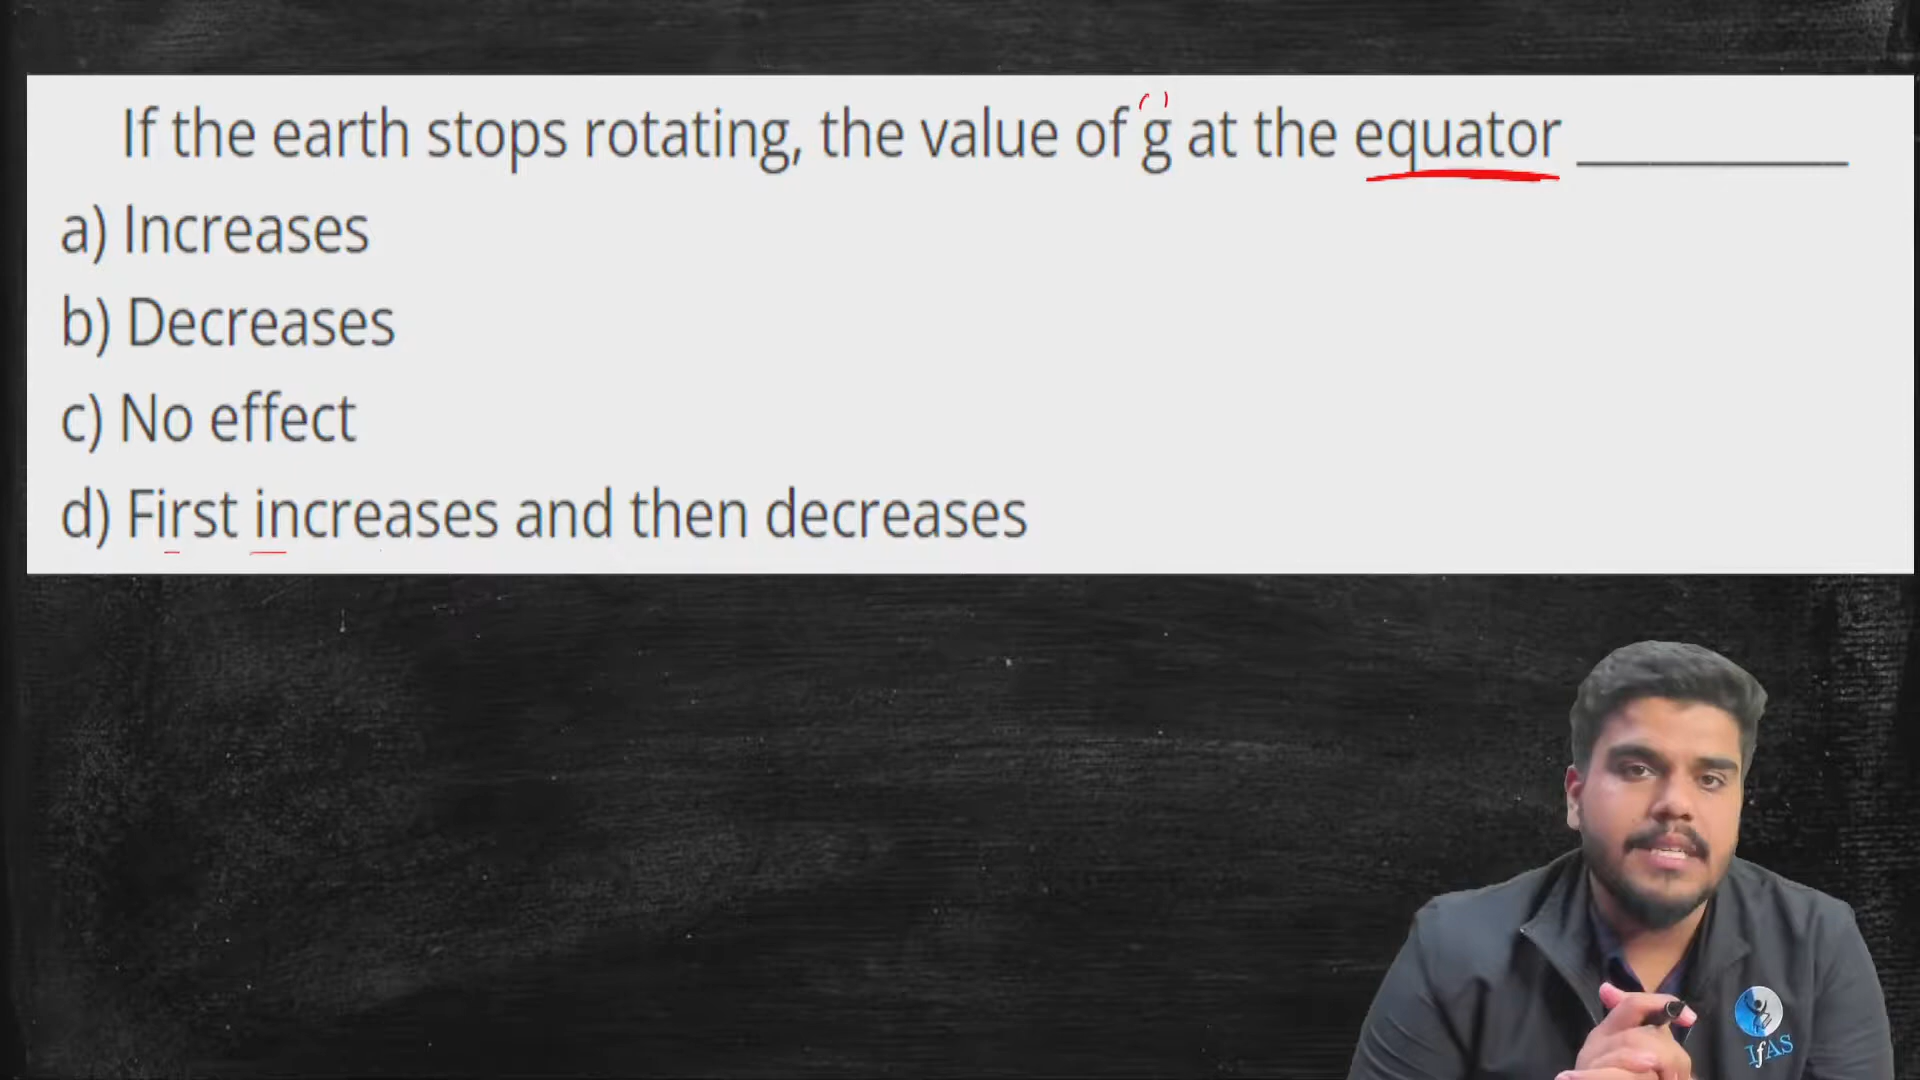 If the earth stops rotating, the value of g at the equator __________
a) Increases
b) Decreases
c) No effect
d) First increases and then decreases
IfAS